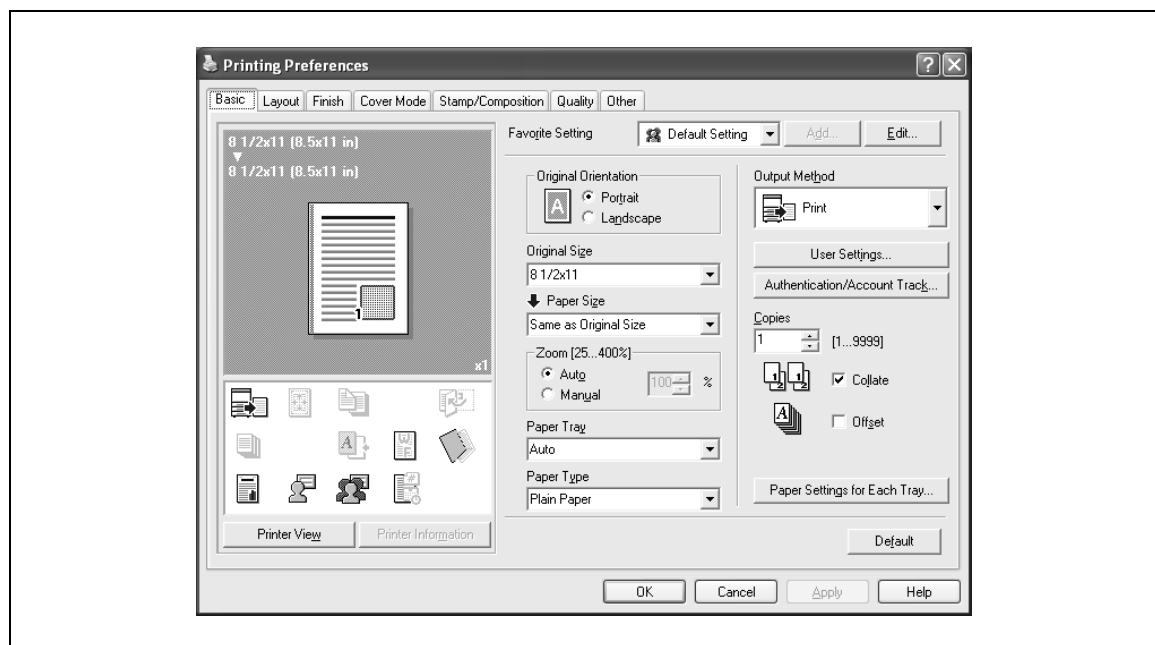 Printing Preferences
Basic Layout Finish Cover Mode Stamp/Composition Quality Other
8 1/2x11 (8.5x11 in)
8 1/2x11 (8.5x11 in)
1
x1
Printer View Printer Information
Favorite Setting Default Setting Add... Edit...
Original Orientation
A
Portrait
Landscape
Original Size
8 1/2x11
Paper Size
Same as Original Size
Zoom [25...400%]
Auto
Manual
100 %
Paper Tray
Auto
Paper Type
Plain Paper
Output Method
Print
User Settings...
Authentication/Account Track...
Copies
1 [1...9999]
Collate
Offset
Paper Settings for Each Tray...
Default
OK Cancel Apply Help